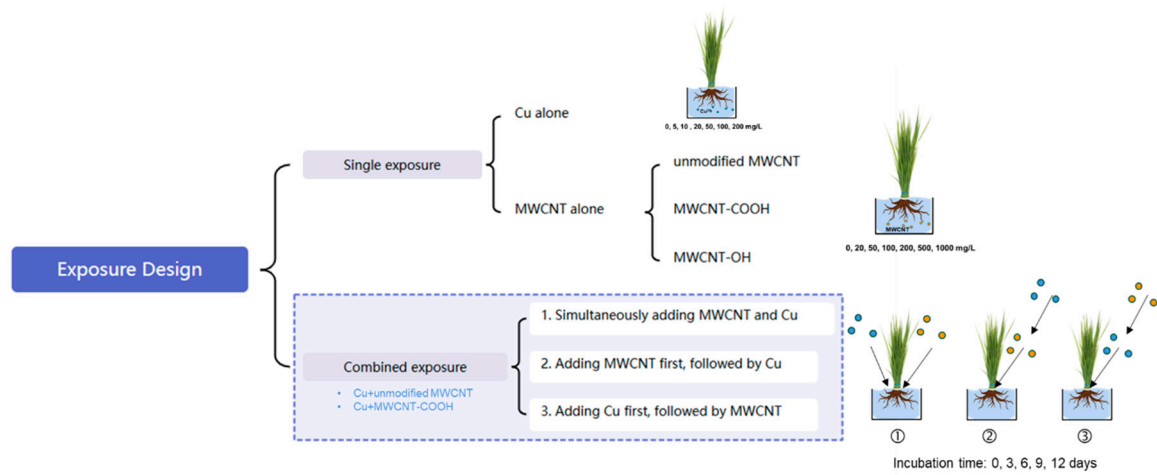 Exposure Design
Single exposure
Cu alone
Cu
0, 5, 10 , 20, 50, 100, 200 mg/L
MWCNT alone
unmodified MWCNT
MWCNT-COOH
MWCNT-OH
MWCNT
0, 20, 50, 100, 200, 500, 1000 mg/L
Combined exposure
• Cu+unmodified MWCNT
• Cu+MWCNT-COOH
1. Simultaneously adding MWCNT and Cu
2. Adding MWCNT first, followed by Cu
3. Adding Cu first, followed by MWCNT
① ② ③
Incubation time: 0, 3, 6, 9, 12 days